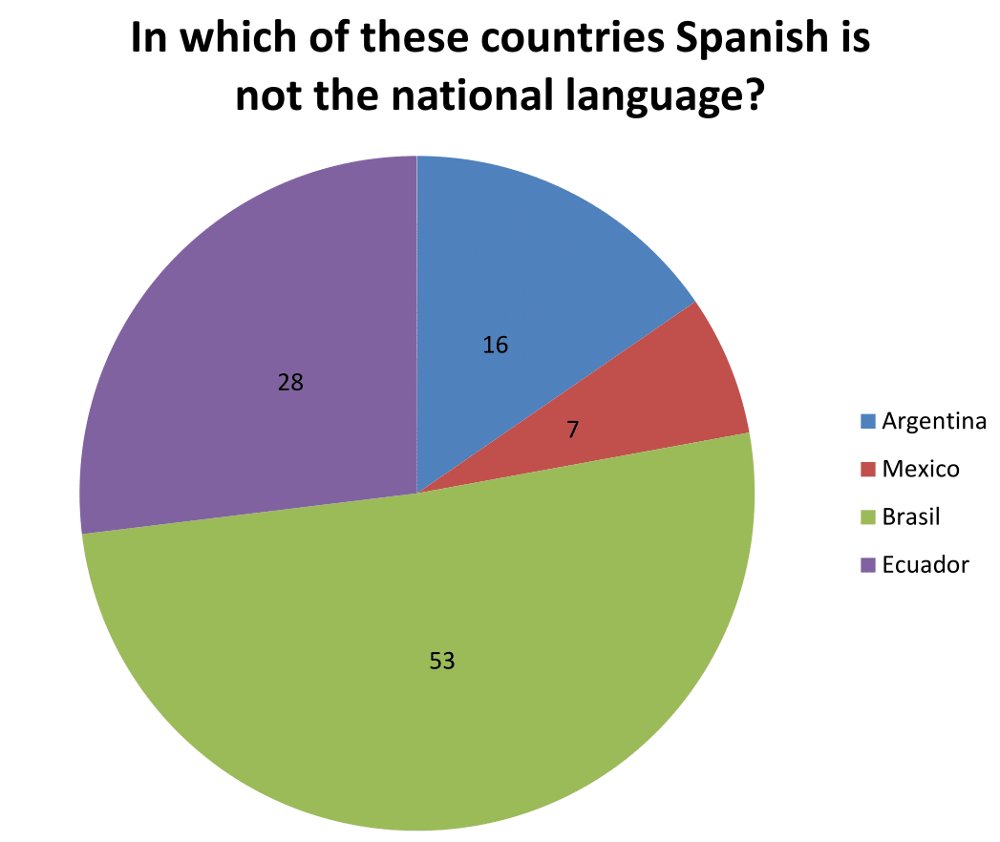 In which of these countries Spanish is
not the national language?
16
28
7
53
Argentina
Mexico
Brasil
Ecuador